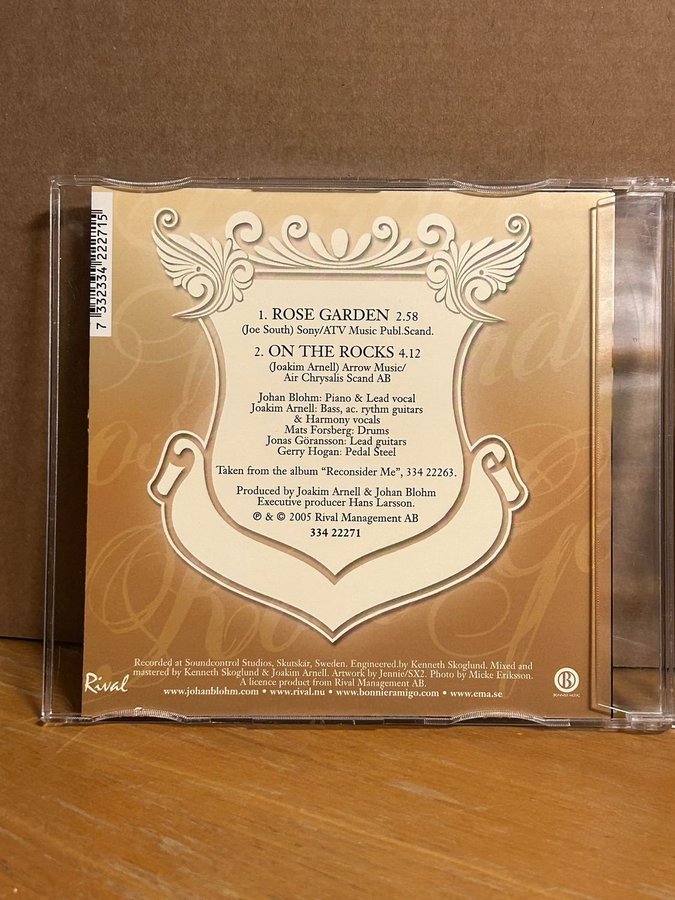 7 332334 222715
1. ROSE GARDEN 2.58
(Joe South) Sony/ATV Music Publ.Scand.
2. ON THE ROCKS 4.12
(Joakim Arnell) Arrow Music/
Air Chrysalis Scand AB
Johan Blohm: Piano & Lead vocal
Joakim Arnell: Bass, ac. rythm guitars
& Harmony vocals
Mats Forsberg: Drums
Jonas Göransson: Lead guitars
Gerry Hogan: Pedal Steel
Taken from the album “Reconsider Me”, 334 22263.
Produced by Joakim Arnell & Johan Blohm
Executive producer Hans Larsson.
℗ & © 2005 Rival Management AB
334 22271
Recorded at Soundcontrol Studios, Skutskär, Sweden. Engineered.by Kenneth Skoglund. Mixed and
mastered by Kenneth Skoglund & Joakim Arnell. Artwork by Jennie/SX2. Photo by Micke Eriksson.
A licence product from Rival Management AB.
www.johanblohm.com • www.rival.nu • www.bonnieramigo.com • www.ema.se
Rival
B
BONNIER MUSIC